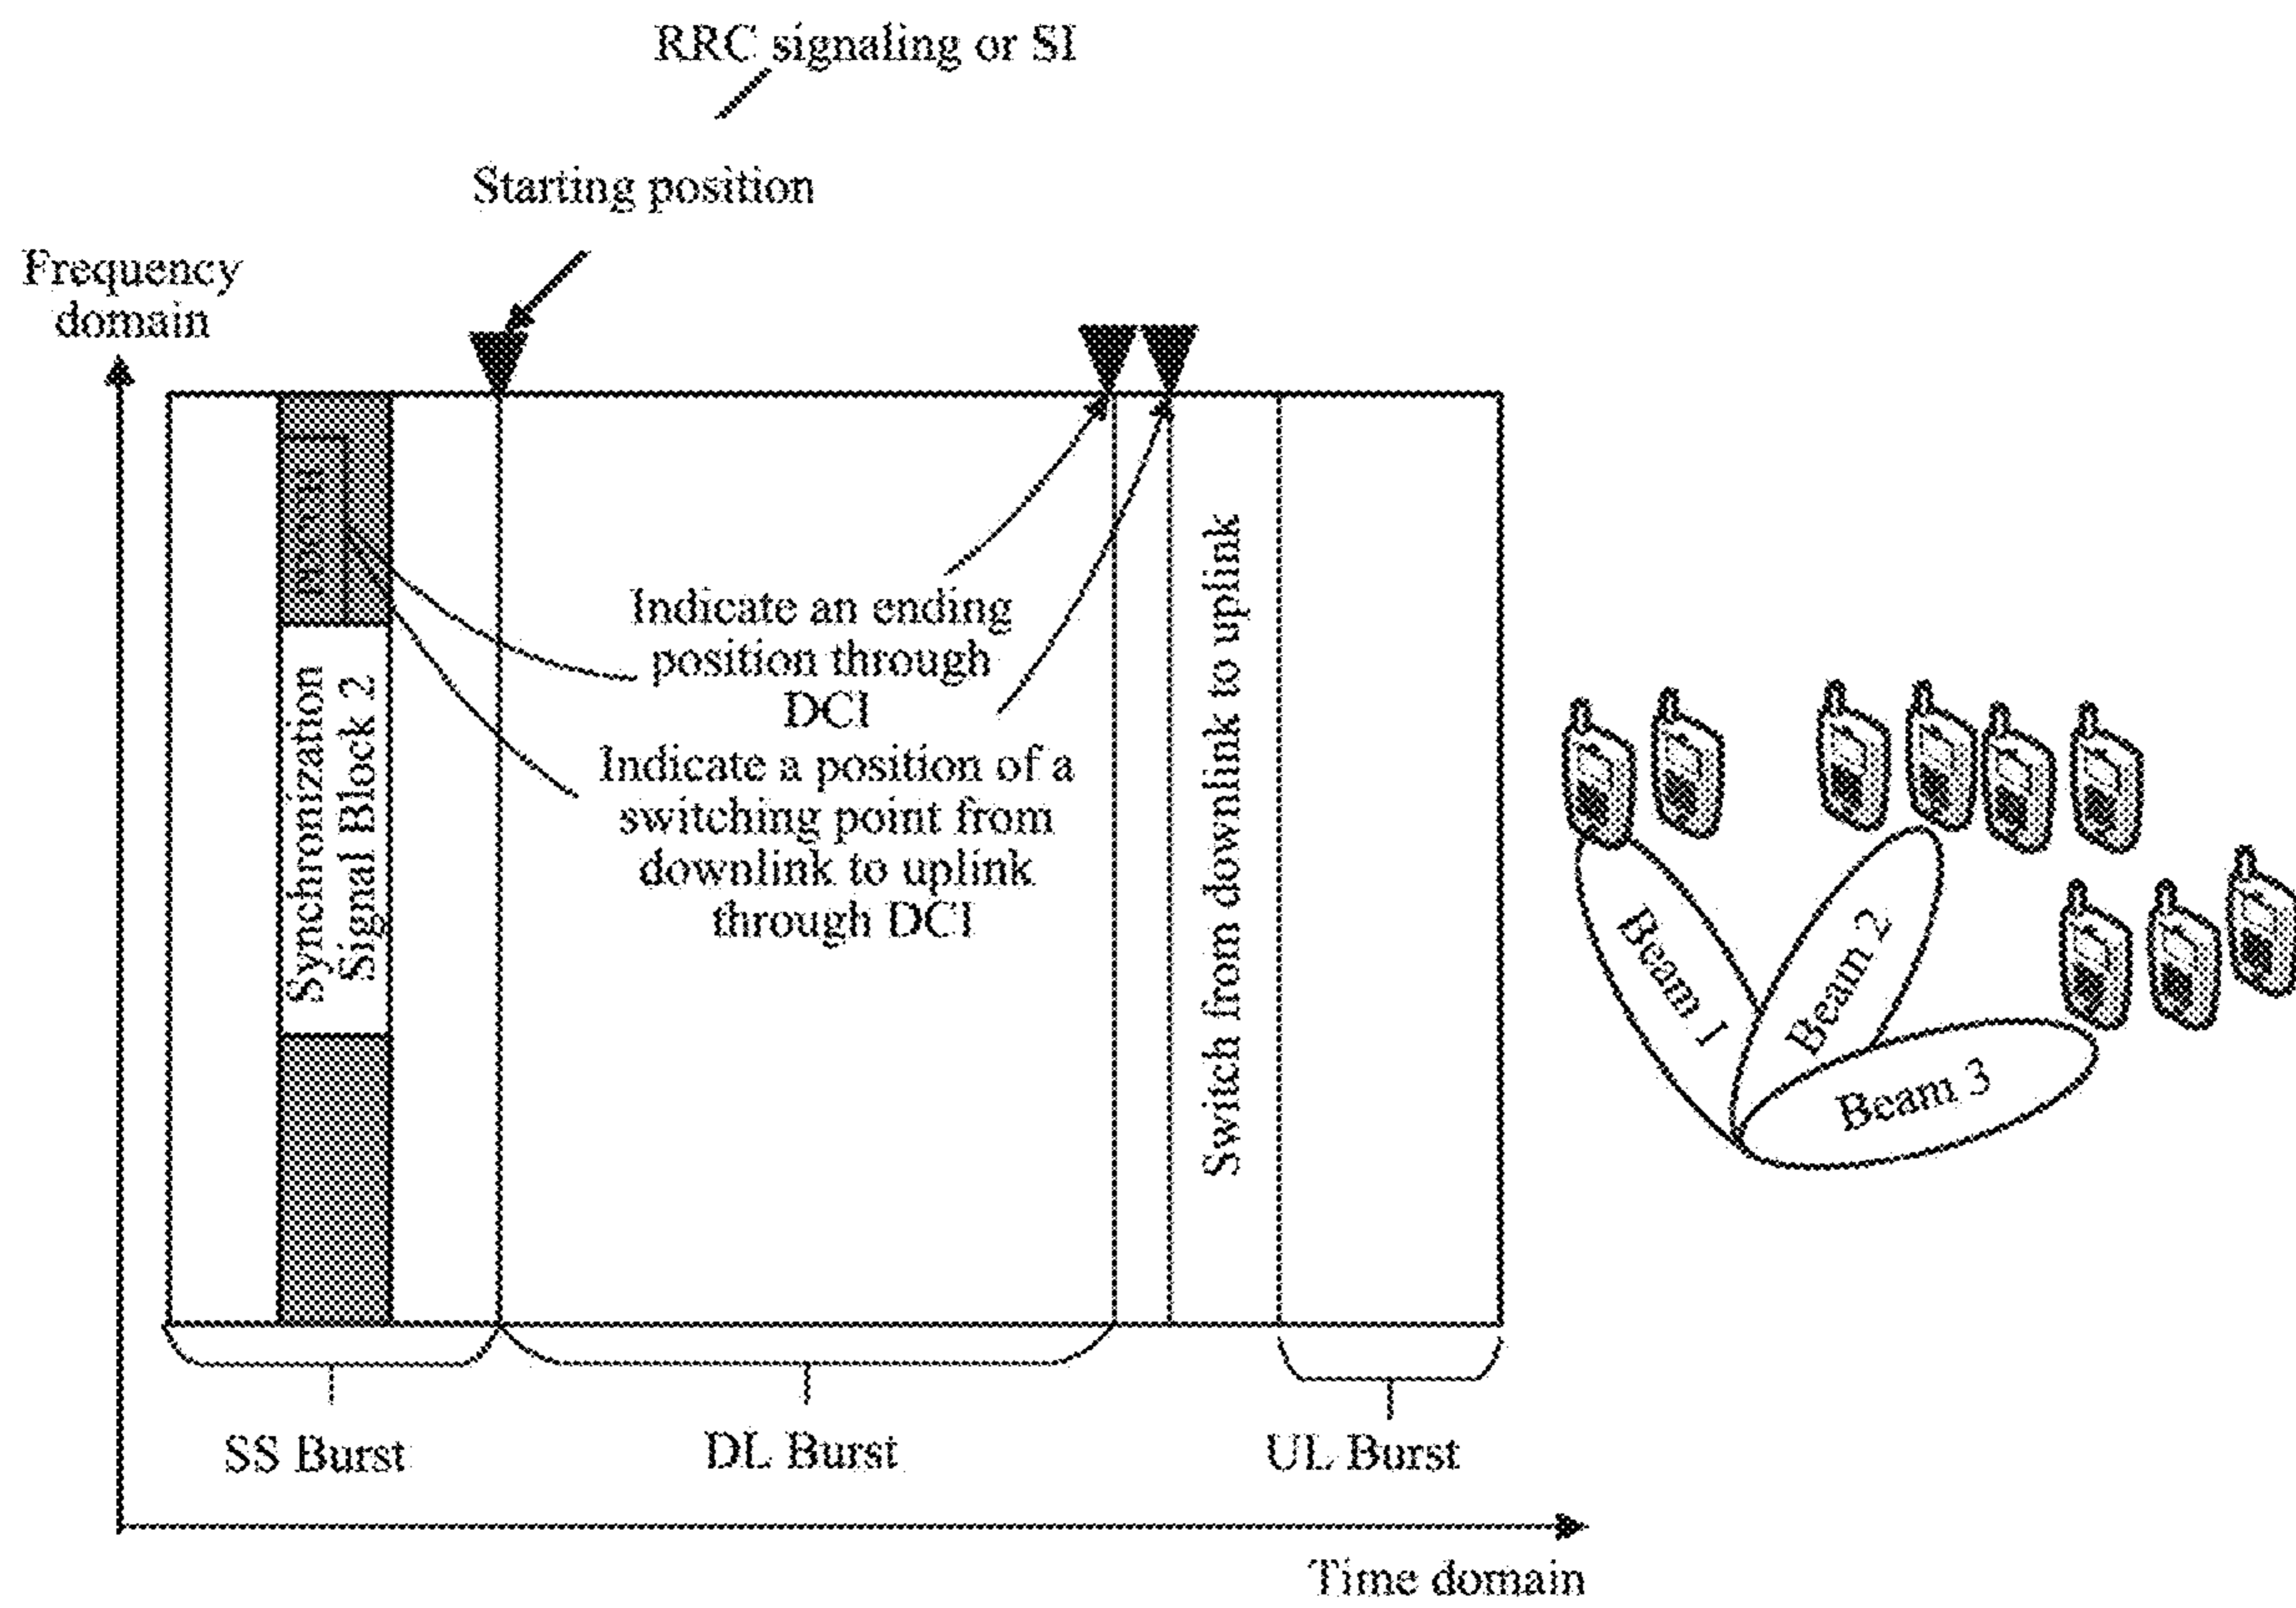 RRC signaling or SI
Starting position
Frequency
domain
Indicate an ending
position through
DCI
Indicate a position of a
switching point from
downlink to uplink
through DCI
Synchronization
Signal Block 2
Switch from downlink to uplink
Beam 1
Beam 2
Beam 3
SS Burst
DL Burst
UL Burst
Time domain